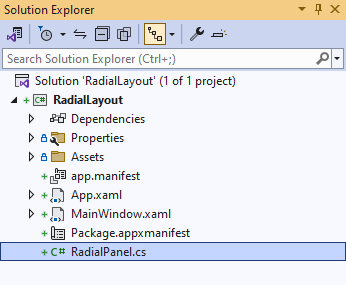 Solution Explorer
Search Solution Explorer (Ctrl+;)
Solution 'RadialLayout' (1 of 1 project)
C# RadialLayout
Dependencies
Properties
Assets
app.manifest
App.xaml
MainWindow.xaml
Package.appxmanifest
C# RadialPanel.cs